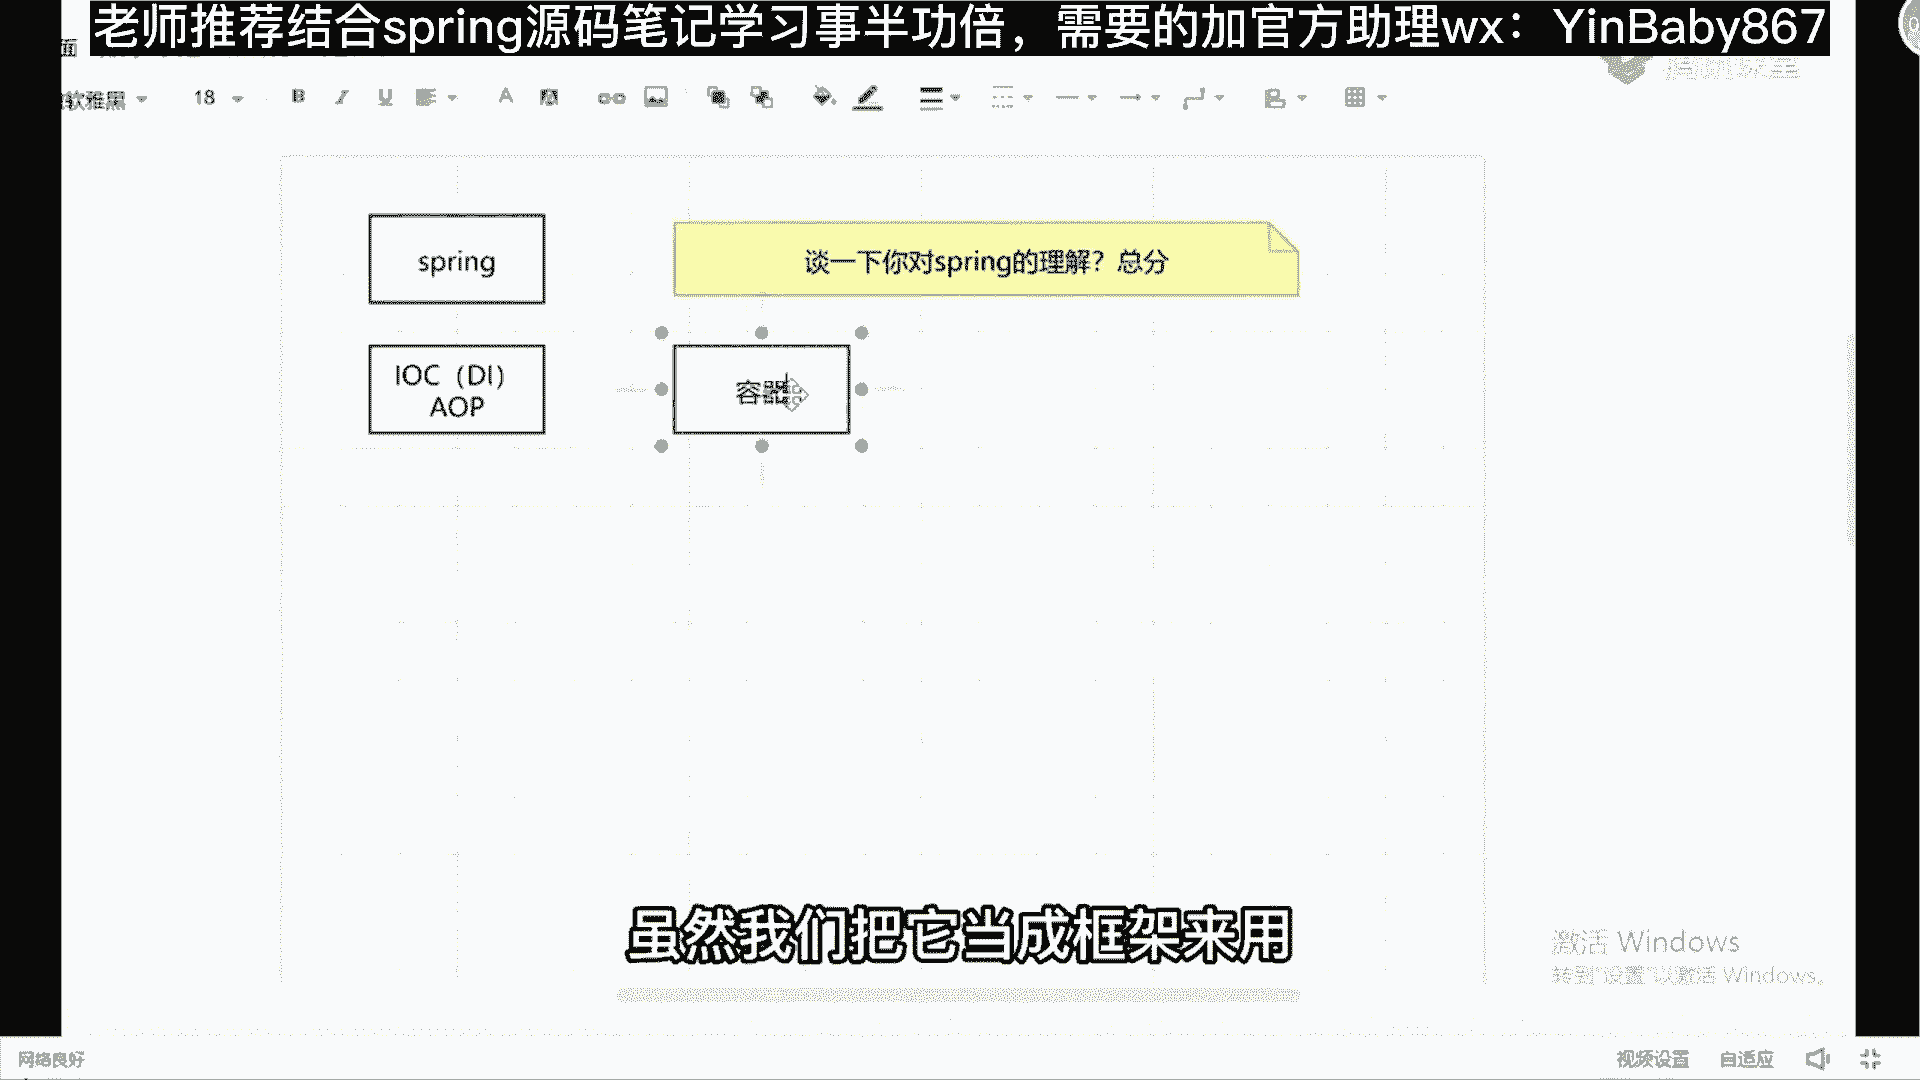 老师推荐结合spring源码笔记学习事半功倍，需要的加官方助理wx：YinBaby867
面
软雅黑
18
B I U A A
spring
谈一下你对spring的理解？总分
IOC（DI）
AOP
容器
虽然我们把它当成框架来用
激活 Windows
转到"设置"以激活 Windows。
网络良好
视频设置
自适应